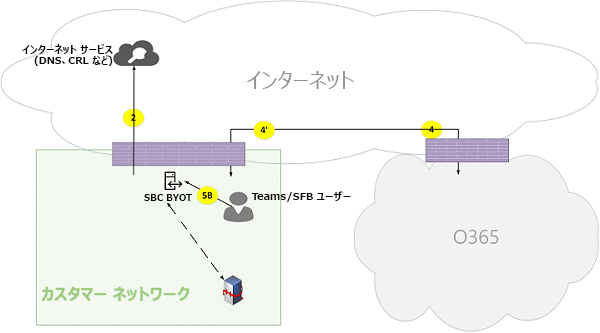 インターネット サービス
(DNS、CRL など)
インターネット
2
4'
4
SBC BYOT
5B
Teams/SFB ユーザー
O365
カスタマー ネットワーク